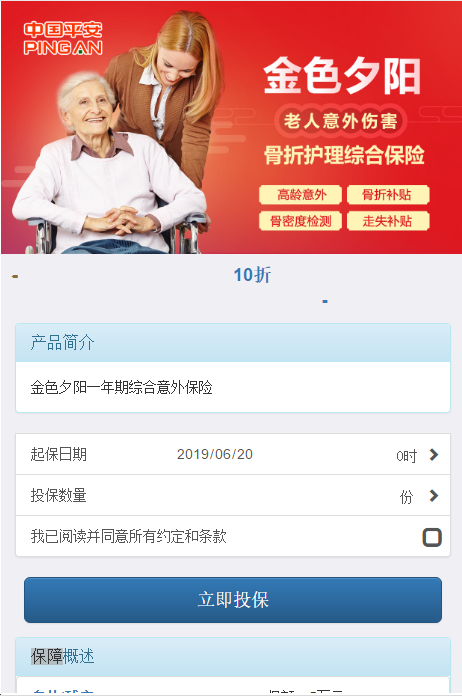 中国平安
PING AN
金色夕阳
老人意外伤害
骨折护理综合保险
高龄意外 骨折补贴
骨密度检测 走失补贴
- 10折
-
产品简介
金色夕阳一年期综合意外保险
起保日期 2019/06/20 0时
投保数量 份
我已阅读并同意所有约定和条款
立即投保
保障概述